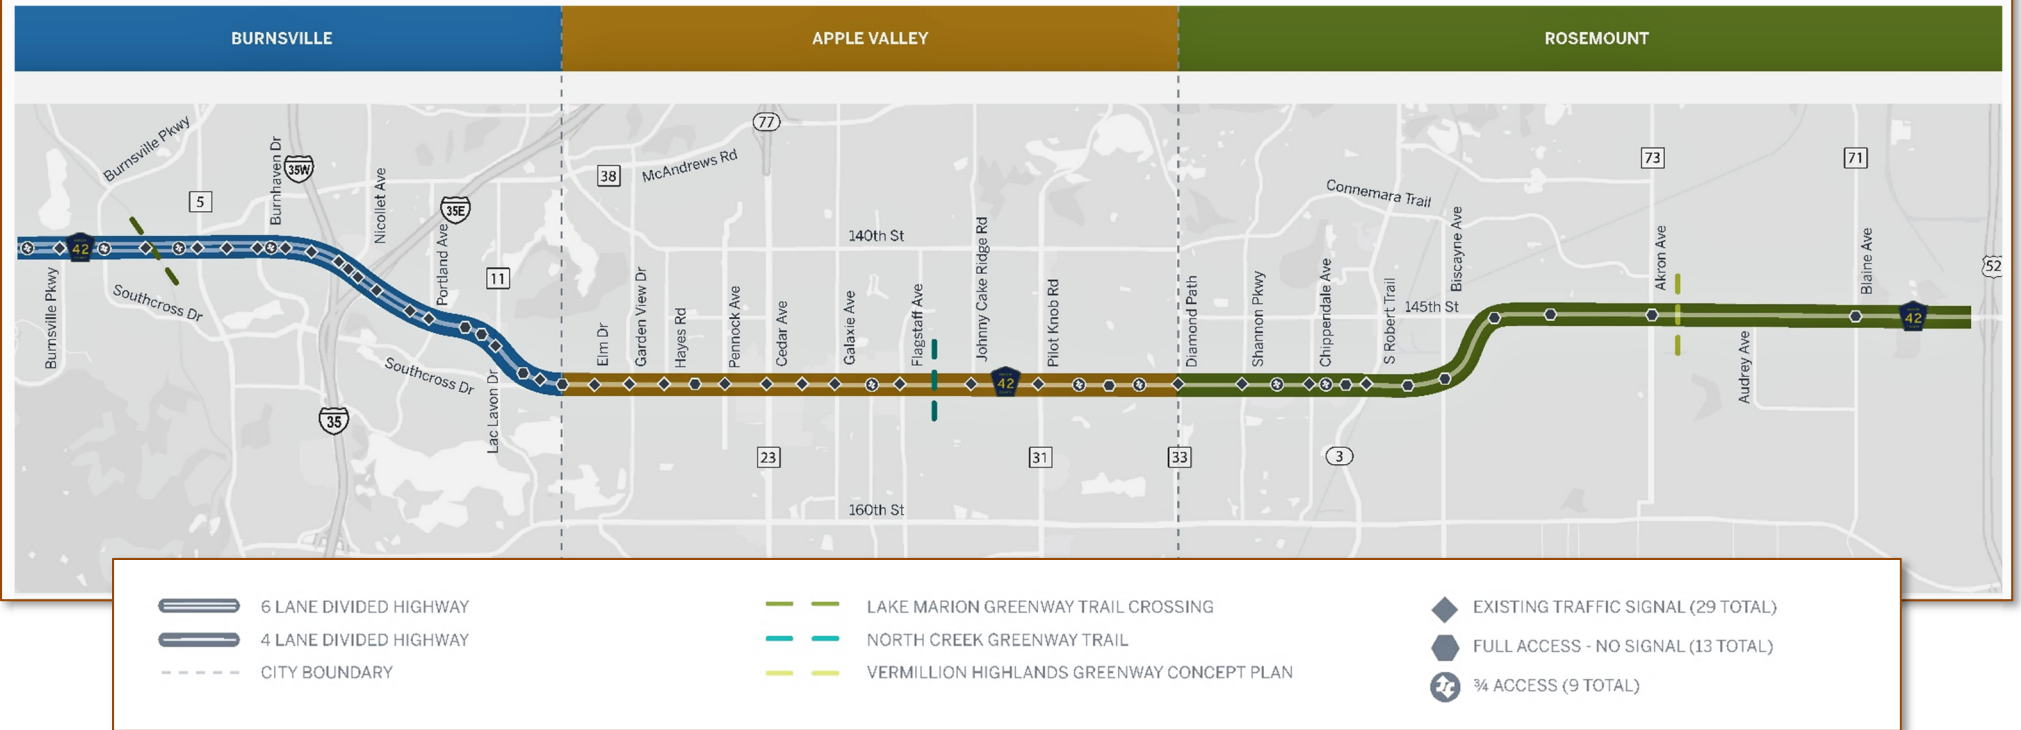 BURNSVILLE
APPLE VALLEY
ROSEMOUNT
Burnsville Pkwy
5
Burnhaven Dr
35W
Nicollet Ave
35E
Portland Ave
11
42
Burnsville Pkwy
Southcross Dr
Southcross Dr
Lac Lavon Dr
35
77
38
McAndrews Rd
140th St
Elm Dr
Garden View Dr
Hayes Rd
Pennock Ave
Cedar Ave
Galaxie Ave
Flagstaff Ave
Johnny Cake Ridge Rd
42
Pilot Knob Rd
23
31
33
160th St
Diamond Path
Shannon Pkwy
Chippendale Ave
S Robert Trail
Connemara Trail
145th St
Biscayne Ave
3
73
Akron Ave
71
Blaine Ave
Audrey Ave
42
52
6 LANE DIVIDED HIGHWAY
4 LANE DIVIDED HIGHWAY
CITY BOUNDARY
LAKE MARION GREENWAY TRAIL CROSSING
NORTH CREEK GREENWAY TRAIL
VERMILLION HIGHLANDS GREENWAY CONCEPT PLAN
EXISTING TRAFFIC SIGNAL (29 TOTAL)
FULL ACCESS - NO SIGNAL (13 TOTAL)
¾ ACCESS (9 TOTAL)